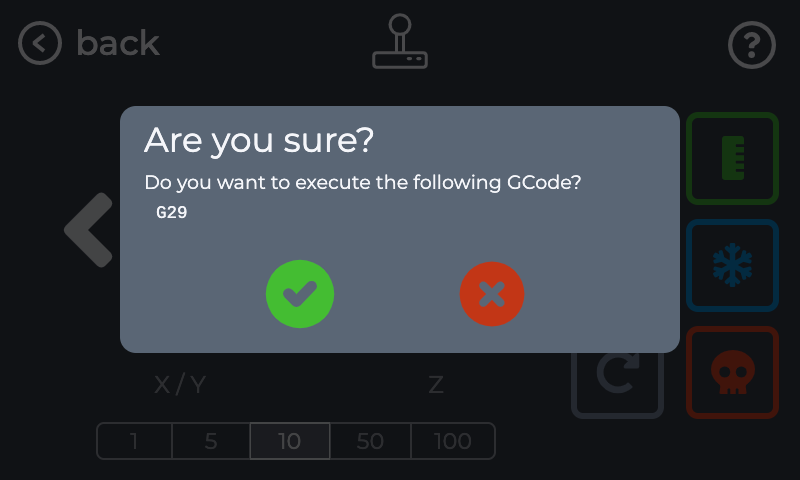 back
Are you sure?
Do you want to execute the following GCode?
G29
X / Y
Z
1 5 10 50 100